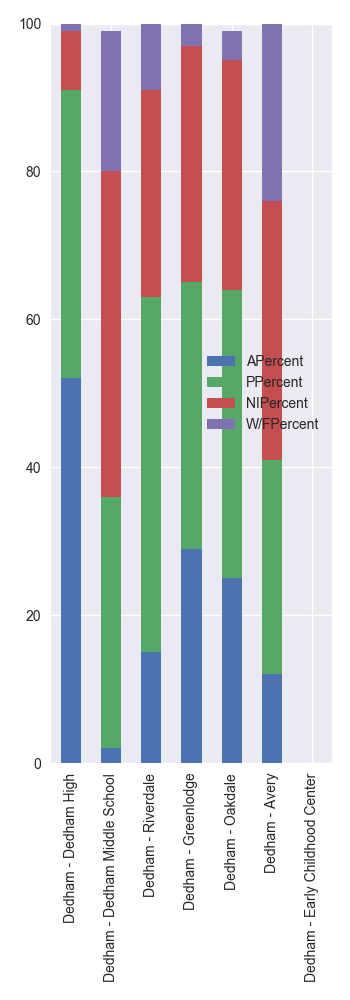 100
80
60
40
20
0
APercent
PPercent
NIPercent
W/FPercent
Dedham - Dedham High
Dedham - Dedham Middle School
Dedham - Riverdale
Dedham - Greenlodge
Dedham - Oakdale
Dedham - Avery
Dedham - Early Childhood Center